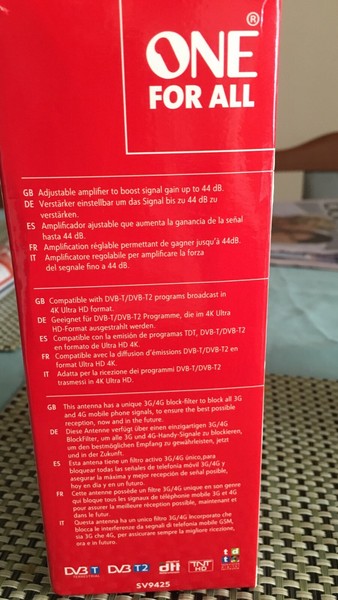 ONE®
FOR ALL
GB Adjustable amplifier to boost signal gain up to 44 dB.
DE Verstärker einstellbar um das Signal bis zu 44 dB zu
verstärken.
ES Amplificador ajustable que aumenta la ganancia de la señal
hasta 44 dB.
FR Amplification réglable permettant de gagner jusqu'à 44dB.
IT Amplificatore regolabile per amplificare la forza
del segnale fino a 44 dB.
GB Compatible with DVB-T/DVB-T2 programs broadcast in
4K Ultra HD format.
DE Geeignet für DVB-T/DVB-T2 Programme, die im 4K Ultra
HD-Format ausgestrahlt werden.
ES Compatible con la emisión de programas TDT, DVB-T/DVB-T2
en formato de Ultra HD 4K.
FR Compatible avec la diffusion d'émissions DVB-T/DVB-T2 en
format Ultra HD 4K.
IT Adatta per la ricezione dei programmi DVB-T/DVB-T2
trasmessi in 4K Ultra HD.
GB This antenna has a unique 3G/4G block-filter to block all 3G
and 4G mobile phone signals, to ensure the best possible
reception, now and in the future.
DE Diese Antenne verfügt über einen einzigartigen 3G/4G
BlockFilter, um alle 3G und 4G-Handy-Signale zu blockieren,
um den bestmöglichen Empfang zu gewährleisten, jetzt
und in der Zukunft.
ES Esta antena tiene un filtro activo 3G/4G único,para
bloquear todas las señales de telefonía móvil 3G/4G y
asegurar la máxima y mejor recepción de señal posible,
hoy en día y en un futuro.
FR Cette antenne possède un filtre 3G/4G unique en son genre
qui bloque tous les signaux de téléphonie mobile 3G et 4G
pour assurer la meilleure réception possible, maintenant et
dans le futur.
IT Questa antenna ha un unico filtro 3G/4G incorporato che
blocca le interferenze da segnali di telefonia mobile GSM,
sia 3G che 4G, per assicurare sempre la migliore ricezione,
ora e in futuro.
DVB T DVB T2 dtt TNT HD tdt
SV9425